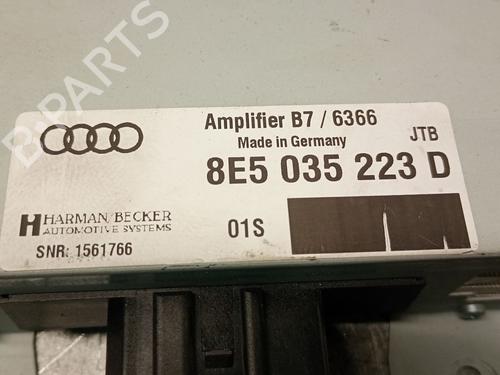 Amplifier B7 / 6366
Made in Germany
JTB
8E5 035 223 D
HARMAN/BECKER
AUTOMOTIVE SYSTEMS
01S
SNR: 1561766
B-PARTS